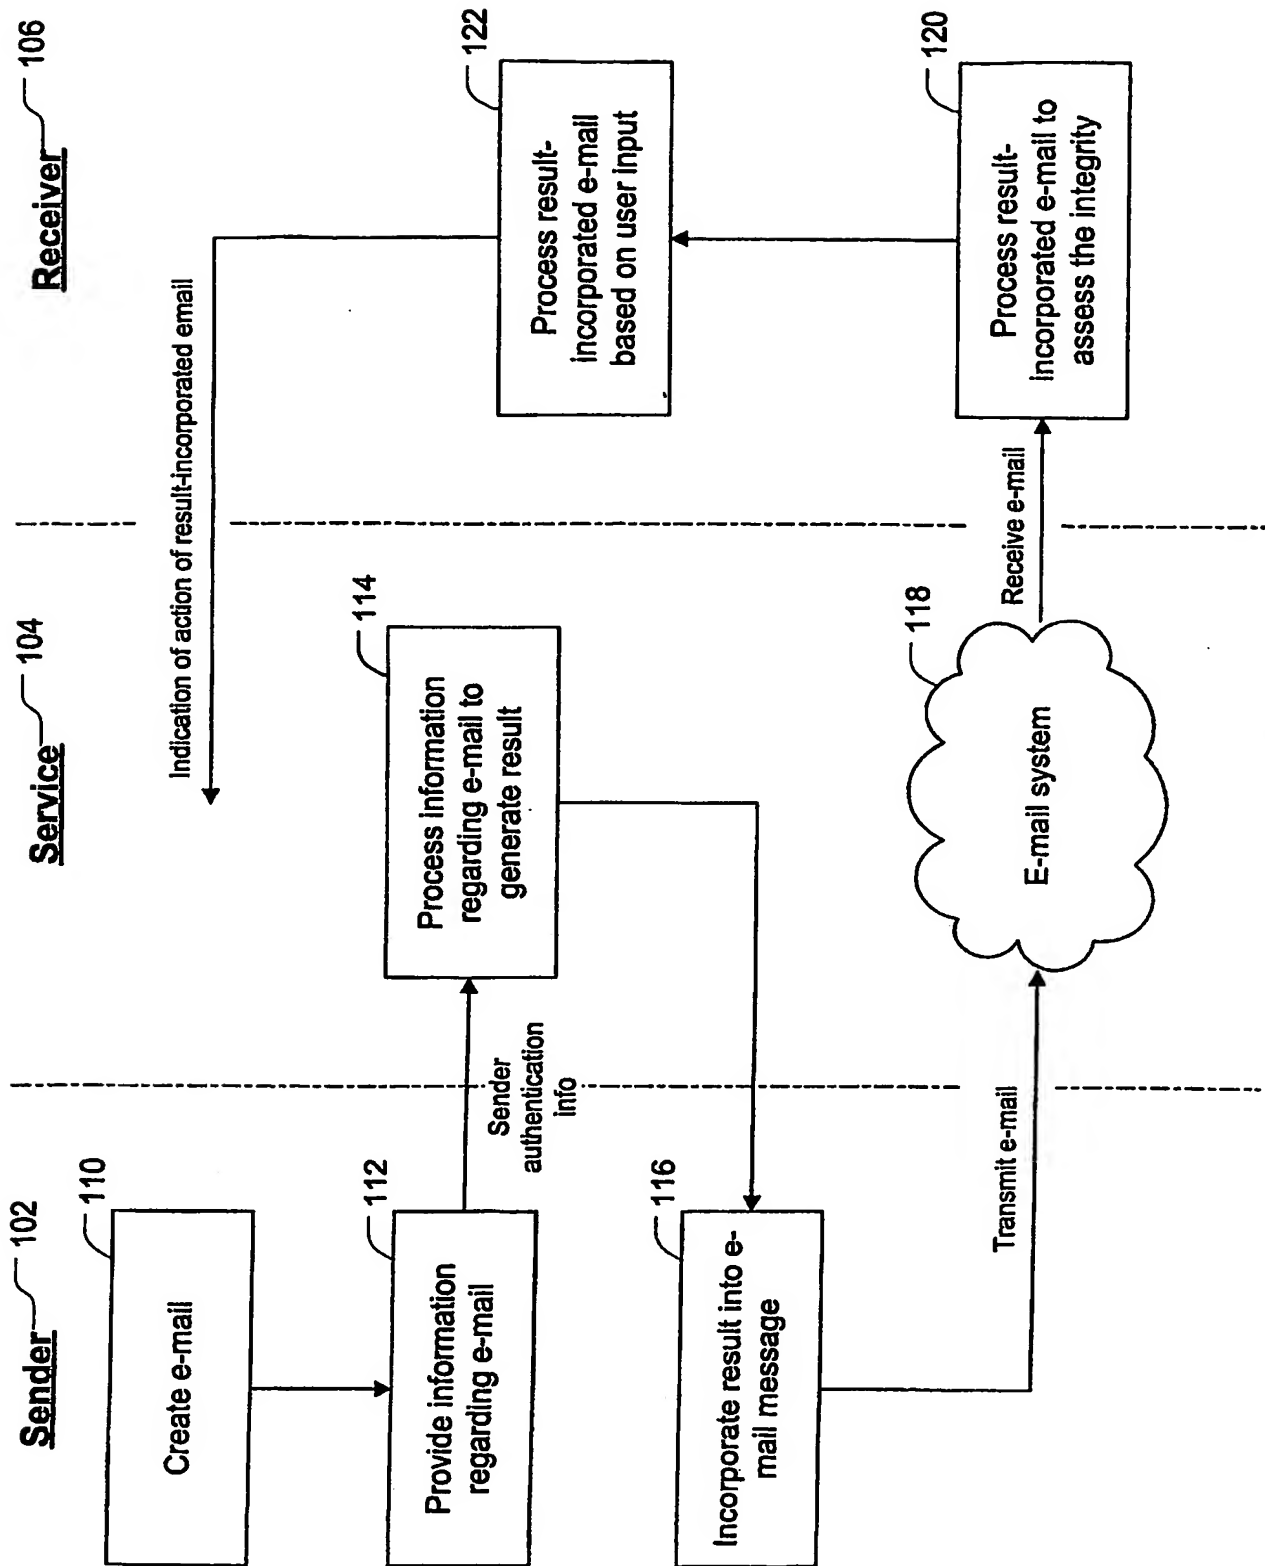 Sender 102
Service 104
Receiver 106
110
Create e-mail
112
Provide information
regarding e-mail
Sender
authentication
info
114
Process information
regarding e-mail to
generate result
116
Incorporate result into e-
mail message
Transmit e-mail
118
E-mail system
Receive e-mail
120
Process result-
incorporated e-mail to
assess the integrity
122
Process result-
incorporated e-mail
based on user input
Indication of action of result-incorporated email